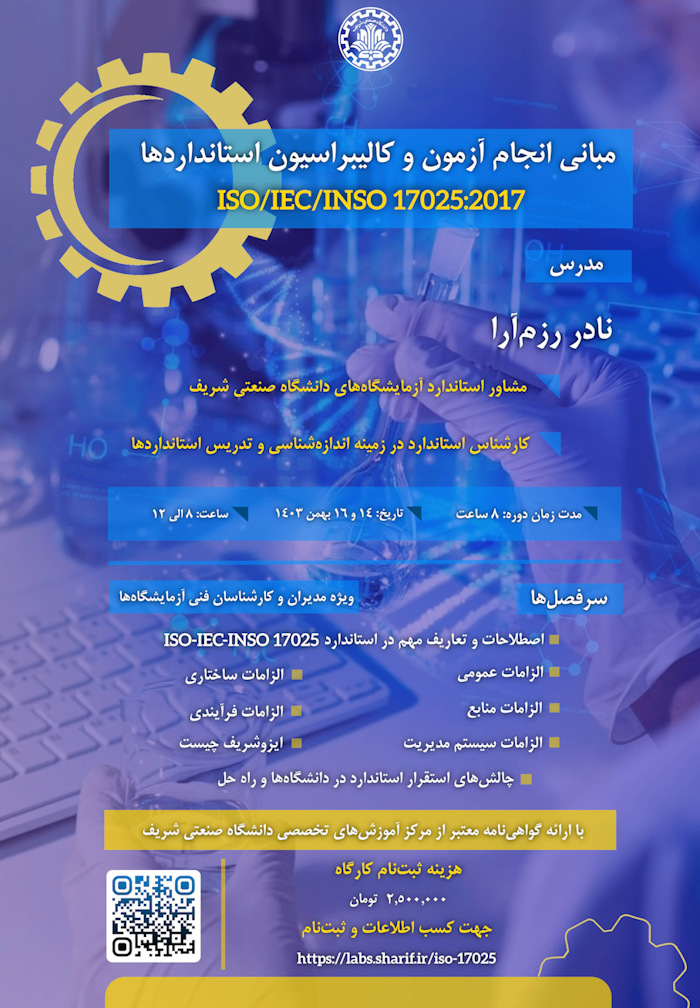 مبانی انجام آزمون و کالیبراسیون استانداردها
ISO/IEC/INSO 17025:2017
مدرس
نادر رزم‌آرا
مشاور استاندارد آزمایشگاه‌های دانشگاه صنعتی شریف
کارشناس استاندارد در زمینه اندازه‌شناسی و تدریس استانداردها
مدت زمان دوره: ۸ ساعت
تاریخ: ۱۴ و ۱۶ بهمن ۱۴۰۳
ساعت: ۸ الی ۱۲
سرفصل‌ها
ویژه مدیران و کارشناسان فنی آزمایشگاه‌ها
اصطلاحات و تعاریف مهم در استاندارد ISO-IEC-INSO 17025
الزامات عمومی
الزامات ساختاری
الزامات منابع
الزامات فرآیندی
الزامات سیستم مدیریت
ایزوشریف چیست
چالش‌های استقرار استاندارد در دانشگاه‌ها و راه حل
با ارائه گواهی‌نامه معتبر از مرکز آموزش‌های تخصصی دانشگاه صنعتی شریف
هزینه ثبت‌نام کارگاه
۲,۵۰۰,۰۰۰ تومان
جهت کسب اطلاعات و ثبت‌نام
https://labs.sharif.ir/iso-17025